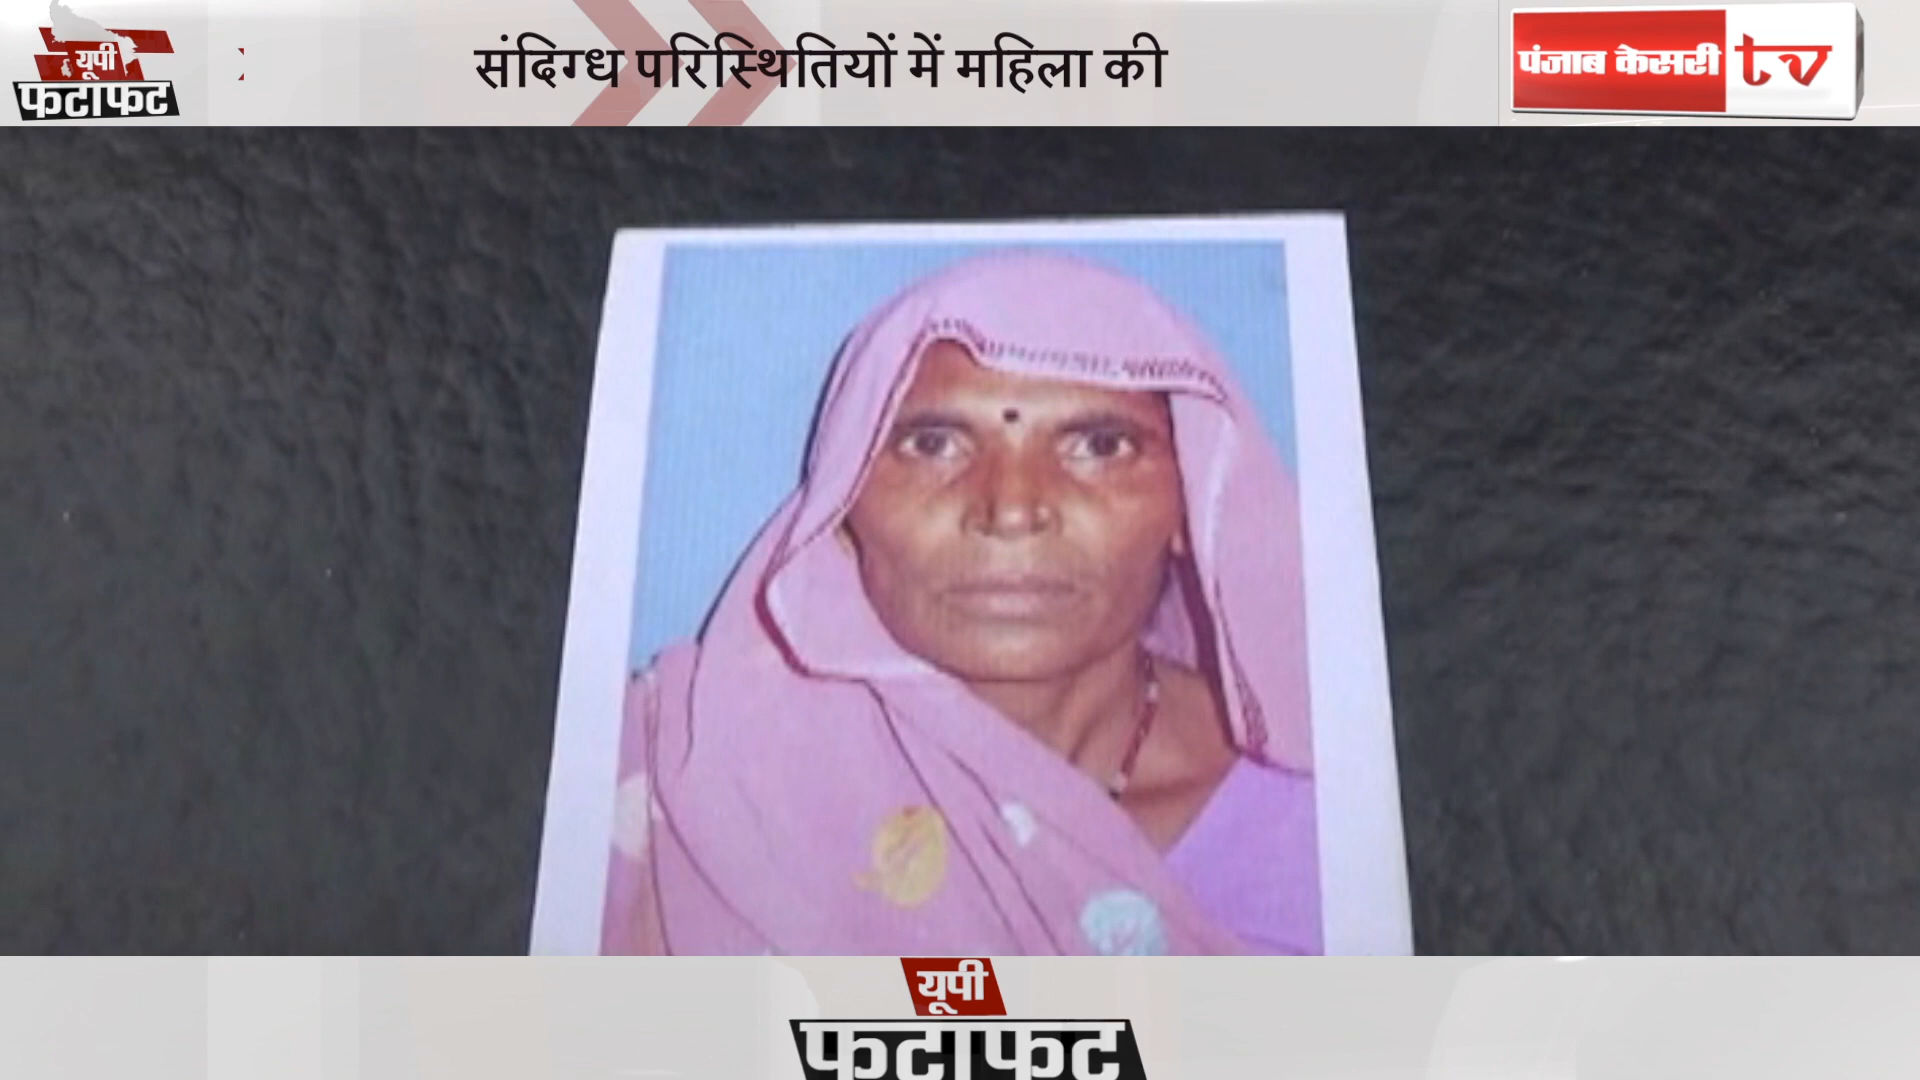 यूपी
फटाफट
संदिग्ध परिस्थितियों में महिला की
पंजाब केसरी tv
यूपी
फटाफट